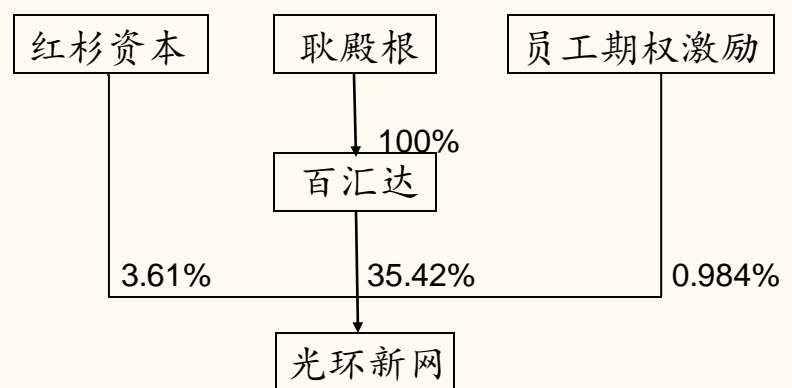 红杉资本
耿殿根
员工期权激励
100%
百汇达
3.61%
35.42%
0.984%
光环新网